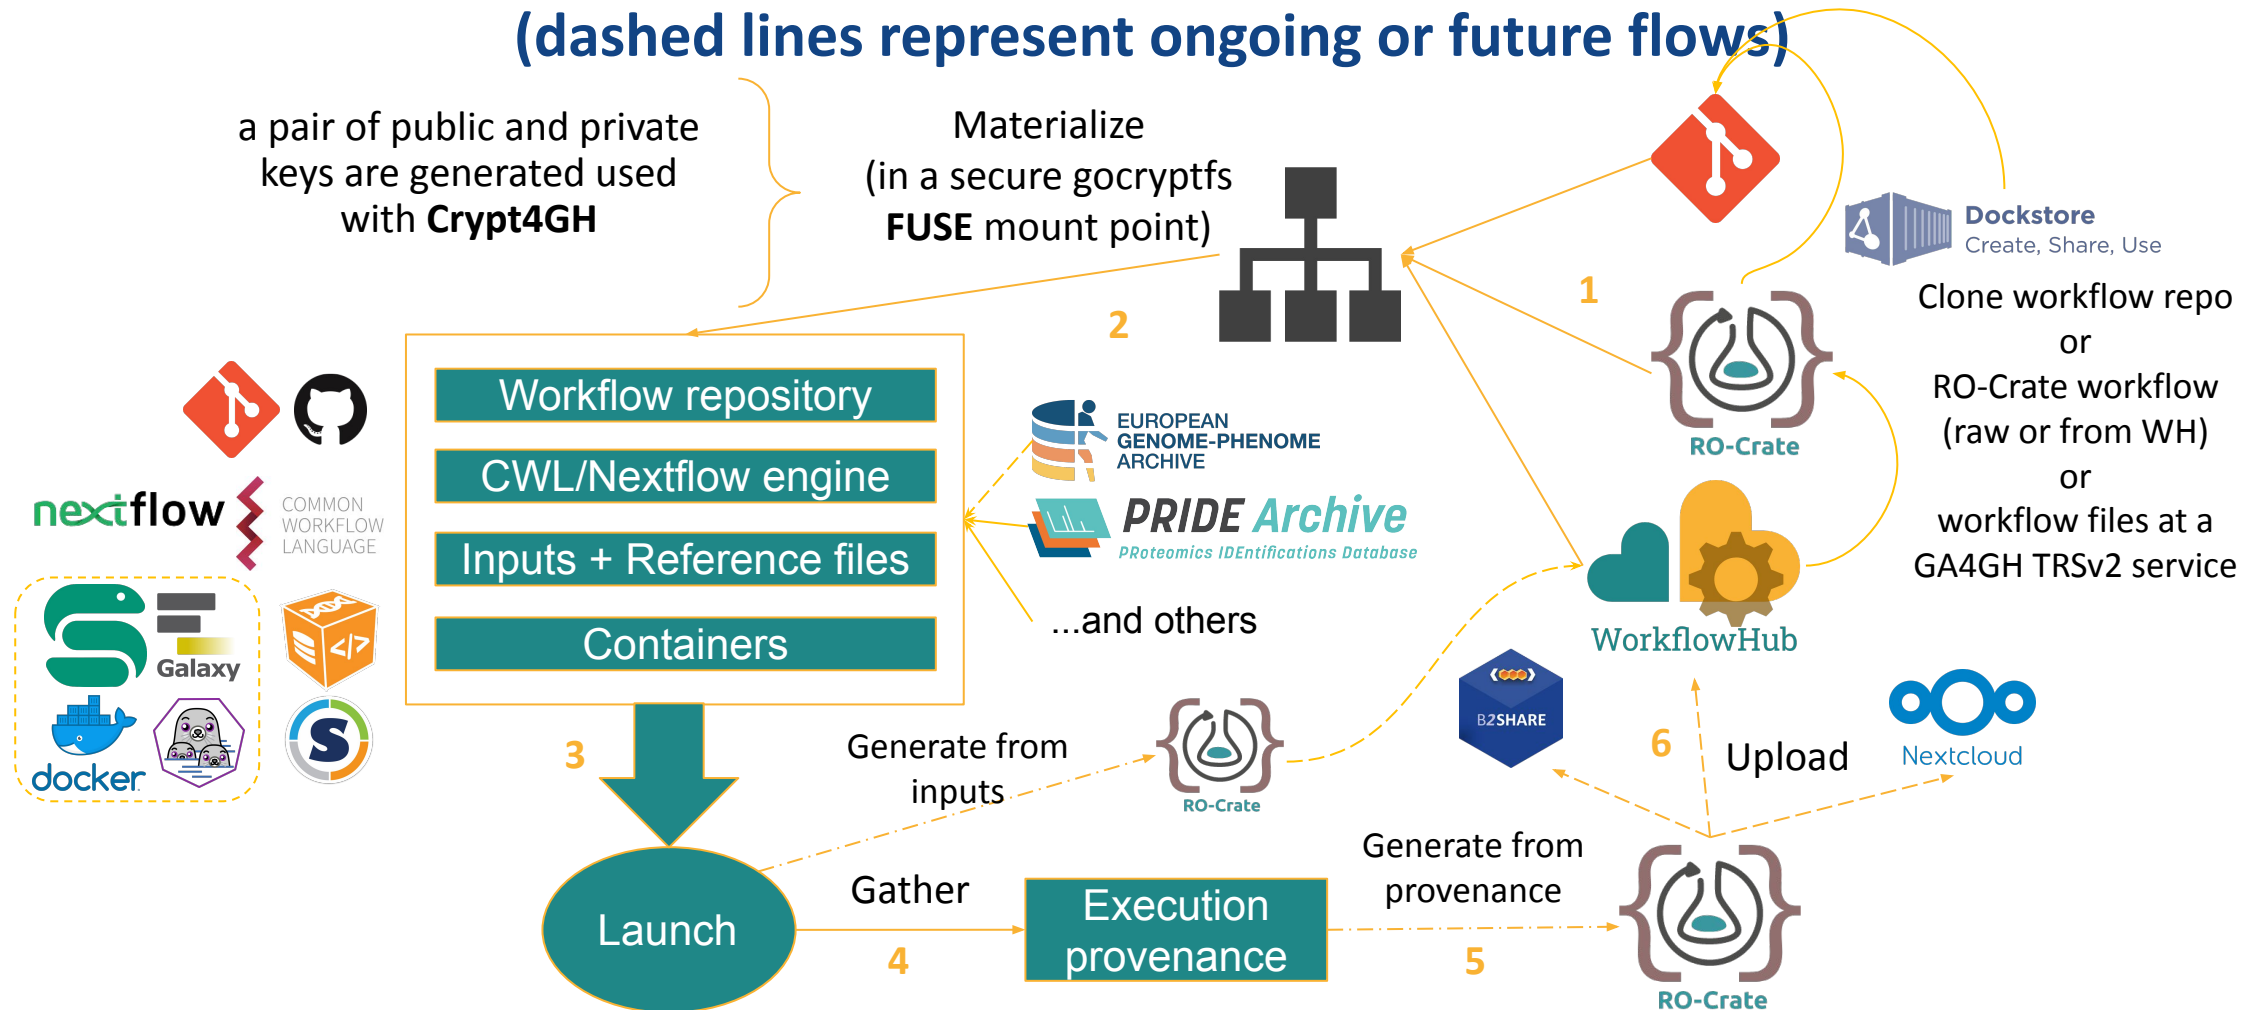 (dashed lines represent ongoing or future flows)
a pair of public and private
keys are generated used
with Crypt4GH
Materialize
(in a secure gocryptfs
FUSE mount point)
Dockstore
Create, Share, Use
1
2
Clone workflow repo
or
RO-Crate workflow
(raw or from WH)
or
workflow files at a
GA4GH TRSv2 service
RO-Crate
Workflow repository
CWL/Nextflow engine
Inputs + Reference files
Containers
EUROPEAN
GENOME-PHENOME
ARCHIVE
PRIDE Archive
PRoteomics IDEntifications Database
...and others
nextflow
COMMON
WORKFLOW
LANGUAGE
</>
Galaxy
docker
S
WorkflowHub
B2SHARE
Nextcloud
3
Generate from
inputs
RO-Crate
6
Upload
Launch
Gather
4
Execution
provenance
Generate from
provenance
5
RO-Crate